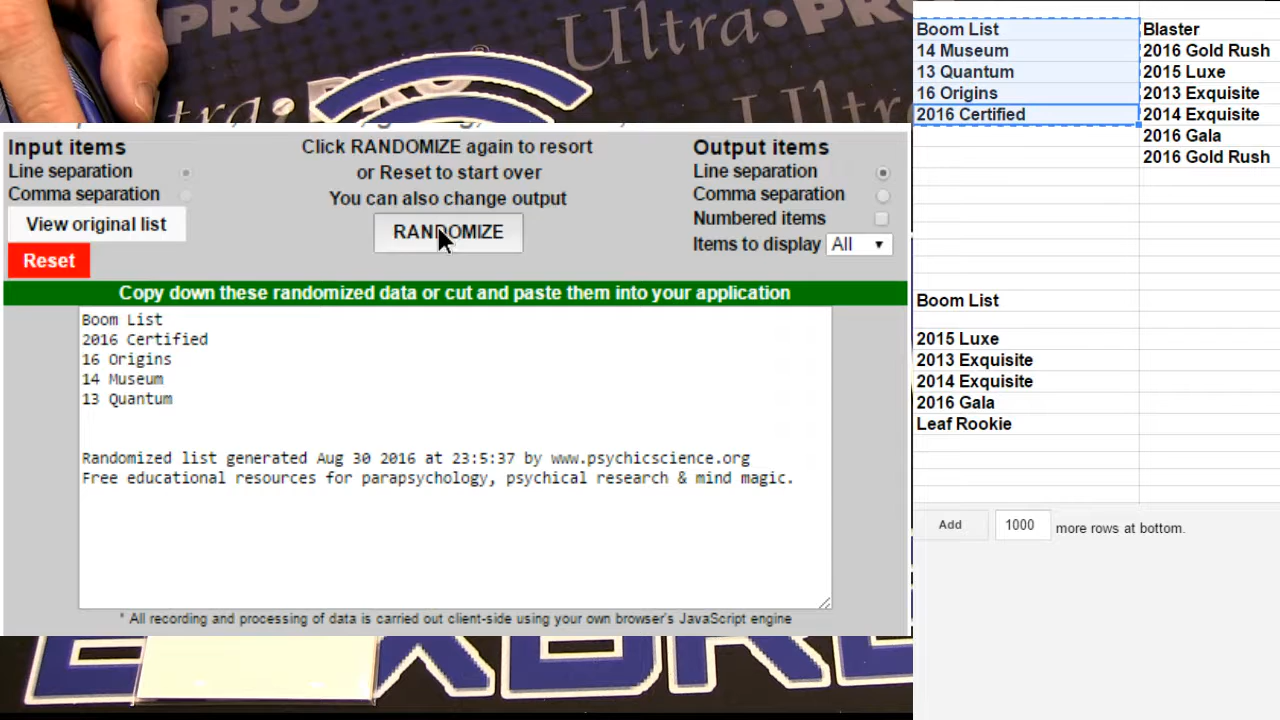 PRO
Ultra•PRO
Ultra PRO
Ultra
Input items
Line separation
Comma separation
View original list
Reset
Click RANDOMIZE again to resort
or Reset to start over
You can also change output
RANDOMIZE
Output items
Line separation
Comma separation
Numbered items
Items to display All
Copy down these randomized data or cut and paste them into your application
Boom List
2016 Certified
16 Origins
14 Museum
13 Quantum
Randomized list generated Aug 30 2016 at 23:5:37 by www.psychicscience.org
Free educational resources for parapsychology, psychical research & mind magic.
* All recording and processing of data is carried out client-side using your own browser's JavaScript engine
Boom List Blaster
14 Museum 2016 Gold Rush
13 Quantum 2015 Luxe
16 Origins 2013 Exquisite
2016 Certified 2014 Exquisite
2016 Gala
2016 Gold Rush
Boom List
2015 Luxe
2013 Exquisite
2014 Exquisite
2016 Gala
Leaf Rookie
Add 1000 more rows at bottom.